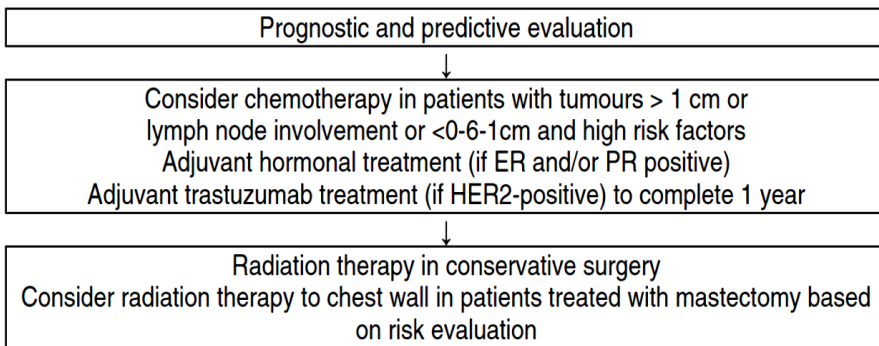 Prognostic and predictive evaluation
↓
Consider chemotherapy in patients with tumours > 1 cm or
lymph node involvement or <0-6-1cm and high risk factors
Adjuvant hormonal treatment (if ER and/or PR positive)
Adjuvant trastuzumab treatment (if HER2-positive) to complete 1 year
↓
Radiation therapy in conservative surgery
Consider radiation therapy to chest wall in patients treated with mastectomy based
on risk evaluation